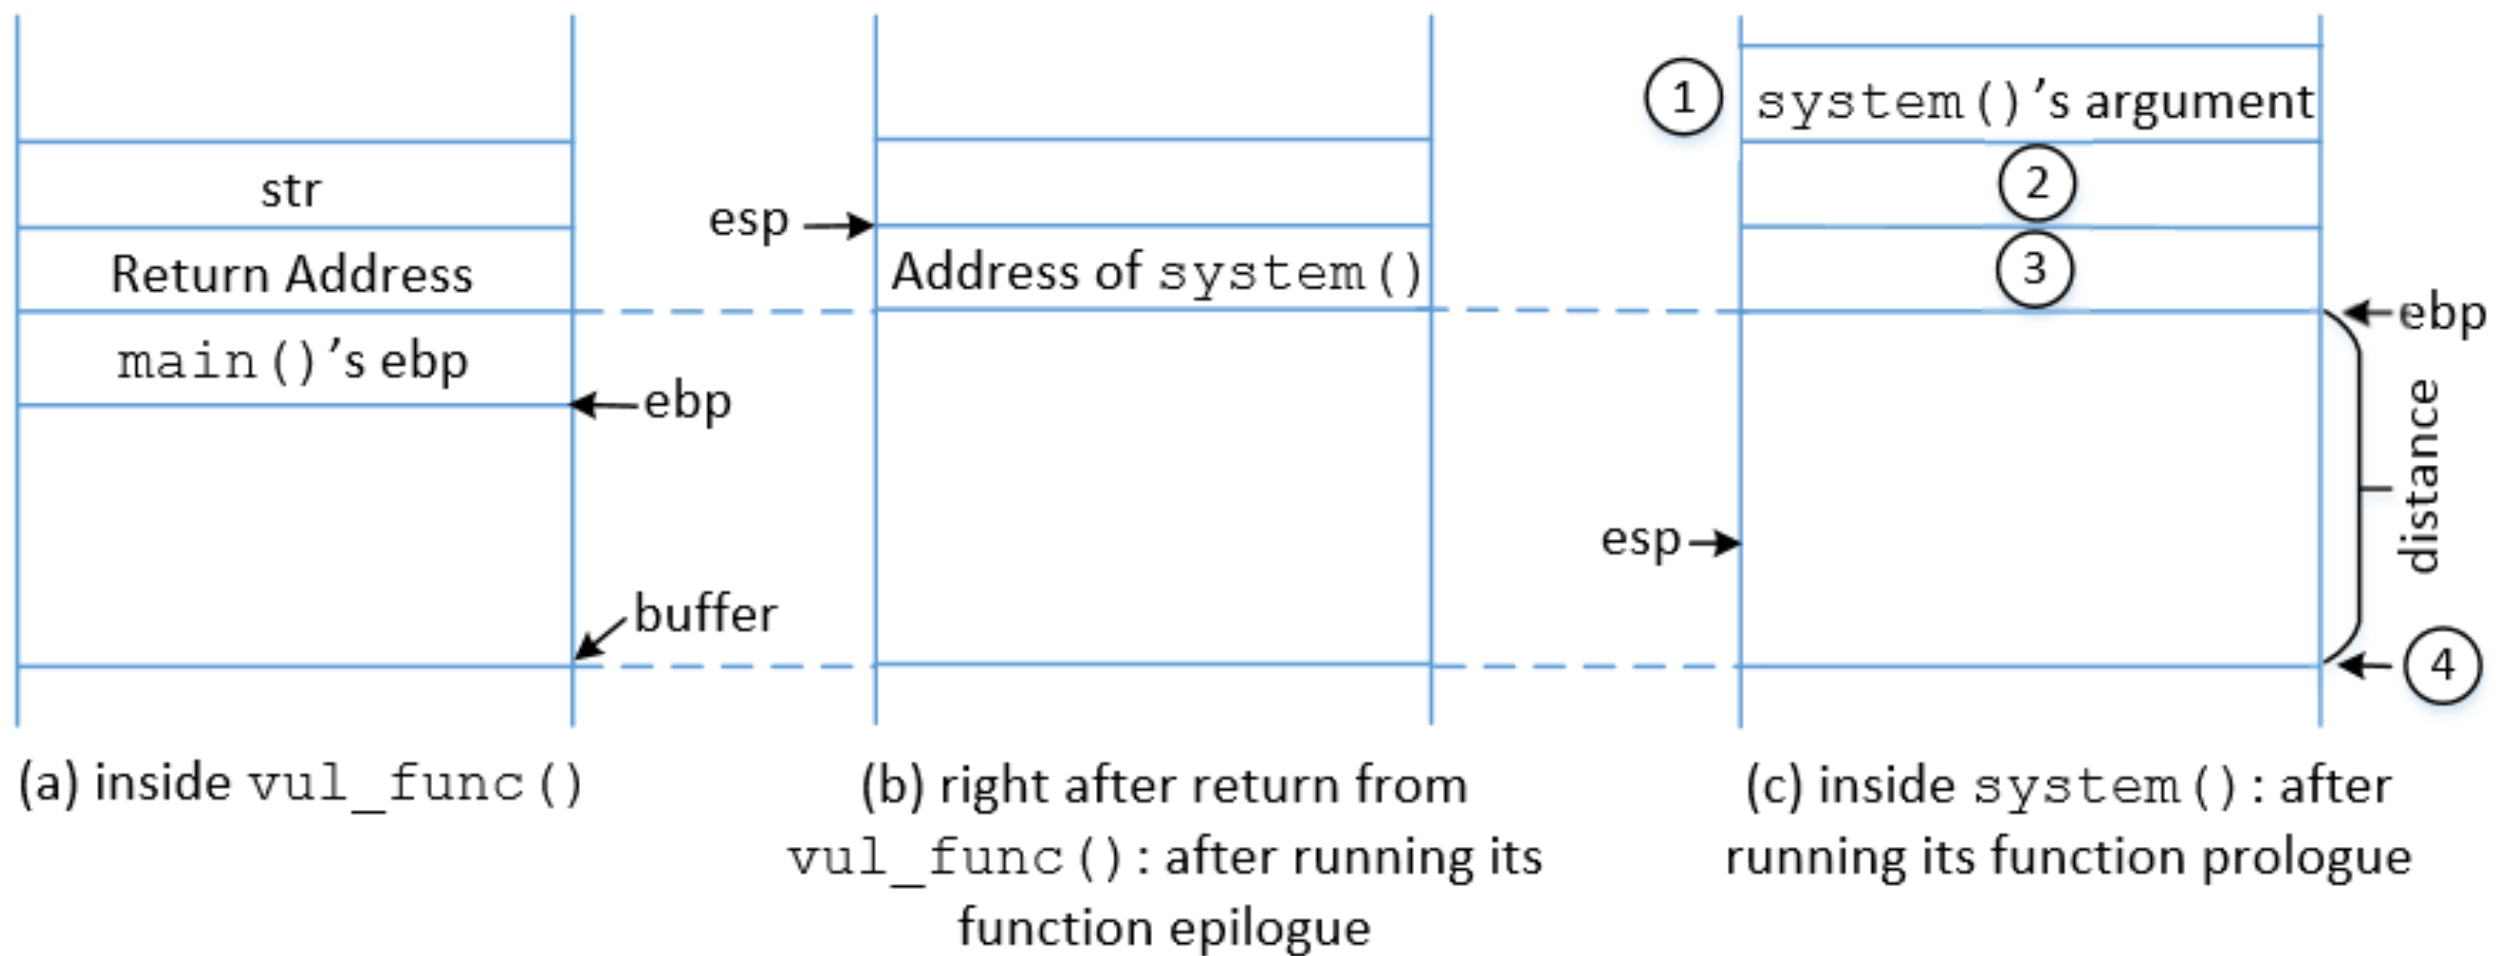 str
Return Address
main()'s ebp
ebp
buffer
(a) inside vul_func()
esp
Address of system()
(b) right after return from
vul_func(): after running its
function epilogue
1
system()'s argument
2
3
ebp
distance
esp
4
(c) inside system(): after
running its function prologue